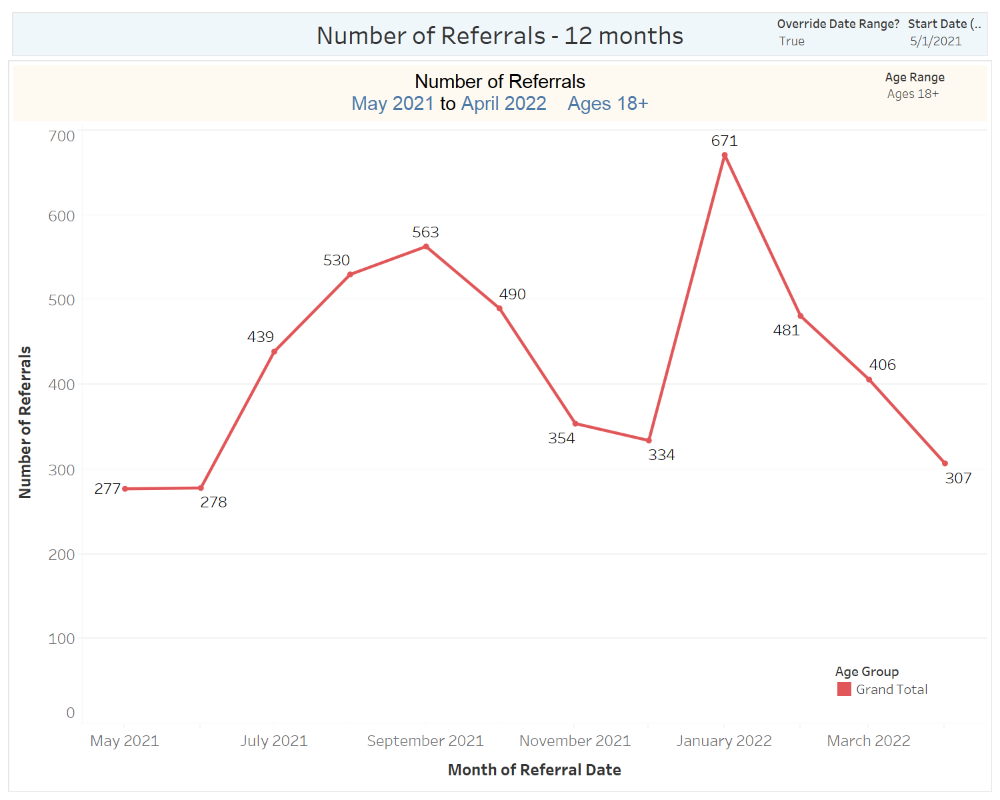 Number of Referrals - 12 months
Override Date Range? Start Date (..
True 5/1/2021
Number of Referrals
May 2021 to April 2022 Ages 18+
Age Range
Ages 18+
700
600
500
400
300
200
100
0
Number of Referrals
277
278
439
530
563
490
354
334
671
481
406
307
Age Group
Grand Total
May 2021 July 2021 September 2021 November 2021 January 2022 March 2022
Month of Referral Date